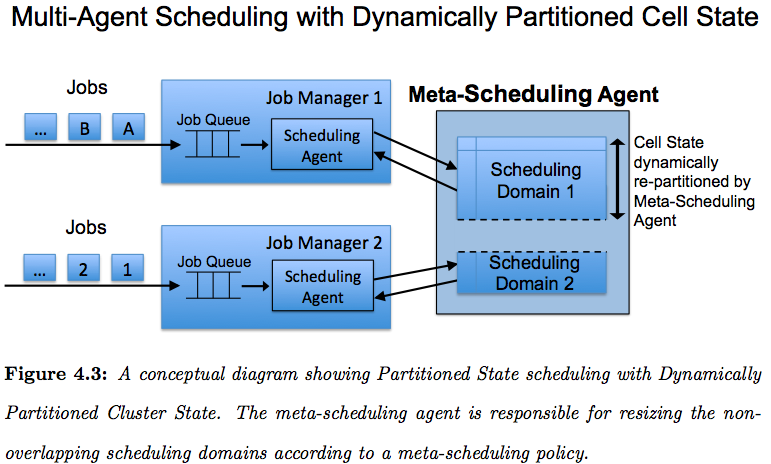 Multi-Agent Scheduling with Dynamically Partitioned Cell State
Jobs
... B A
Job Manager 1
Job Queue
Scheduling
Agent
Meta-Scheduling Agent
Scheduling
Domain 1
Cell State
dynamically
re-partitioned by
Meta-Scheduling
Agent
Jobs
... 2 1
Job Manager 2
Job Queue
Scheduling
Agent
Scheduling
Domain 2
Figure 4.3: A conceptual diagram showing Partitioned State scheduling with Dynamically
Partitioned Cluster State. The meta-scheduling agent is responsible for resizing the non-
overlapping scheduling domains according to a meta-scheduling policy.